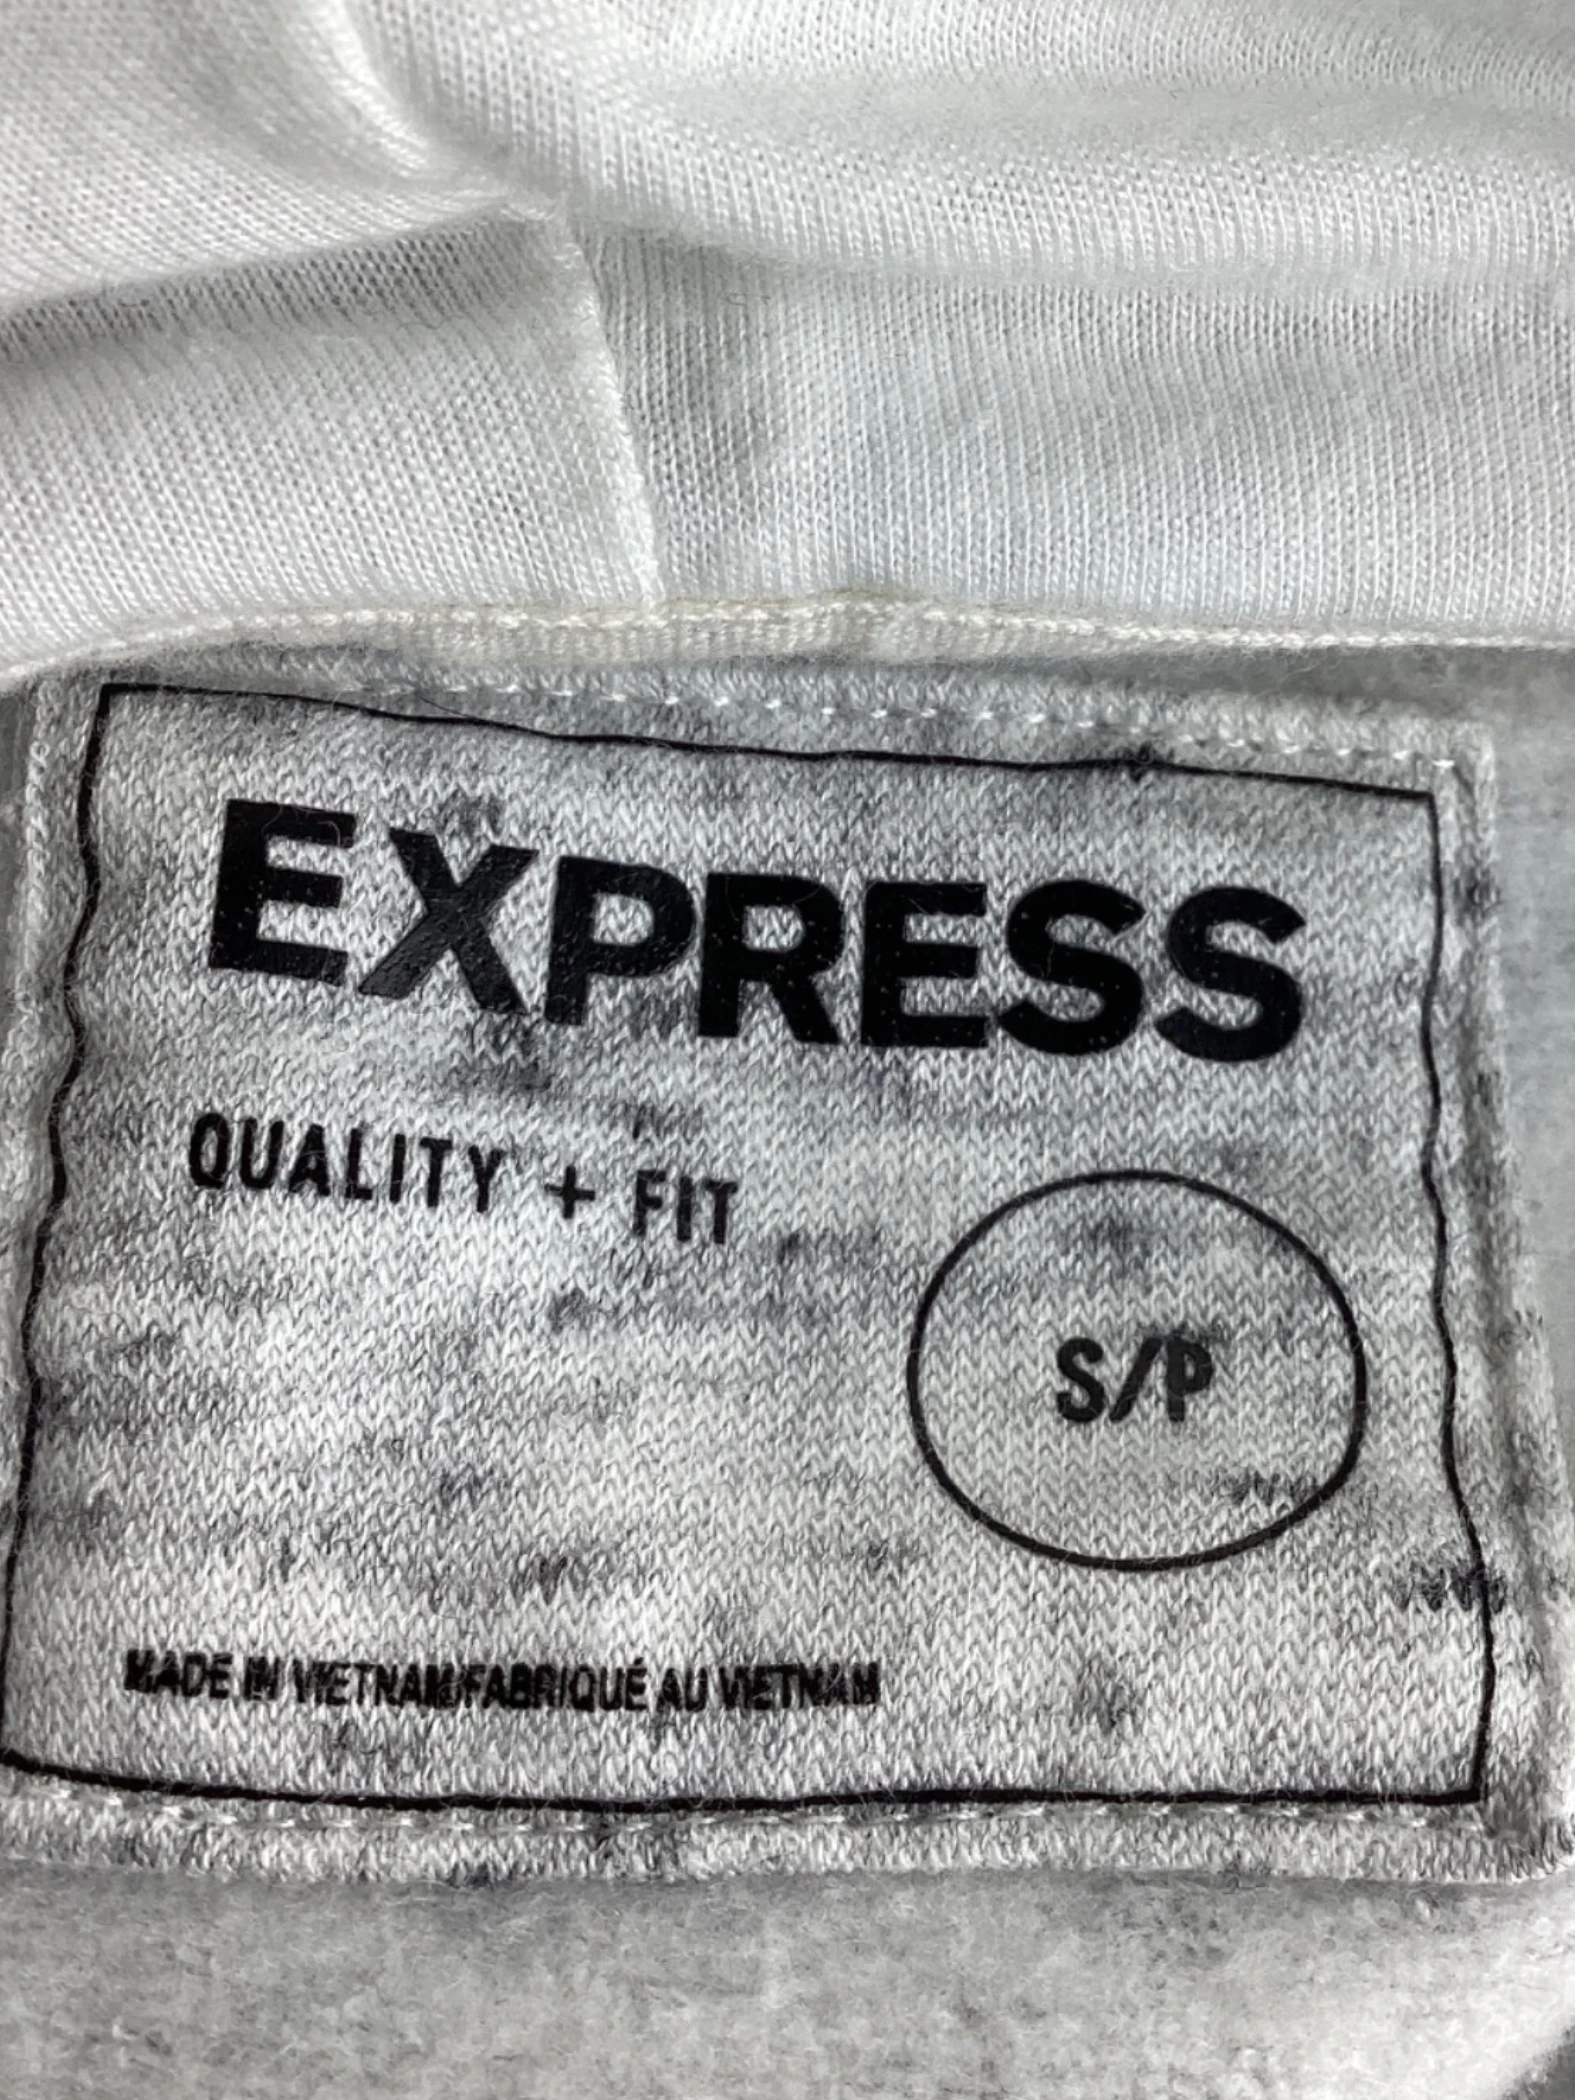 EXPRESS
QUALITY + FIT
S/P
MADE IN VIETNAM/FABRIQUÉ AU VIETNAM